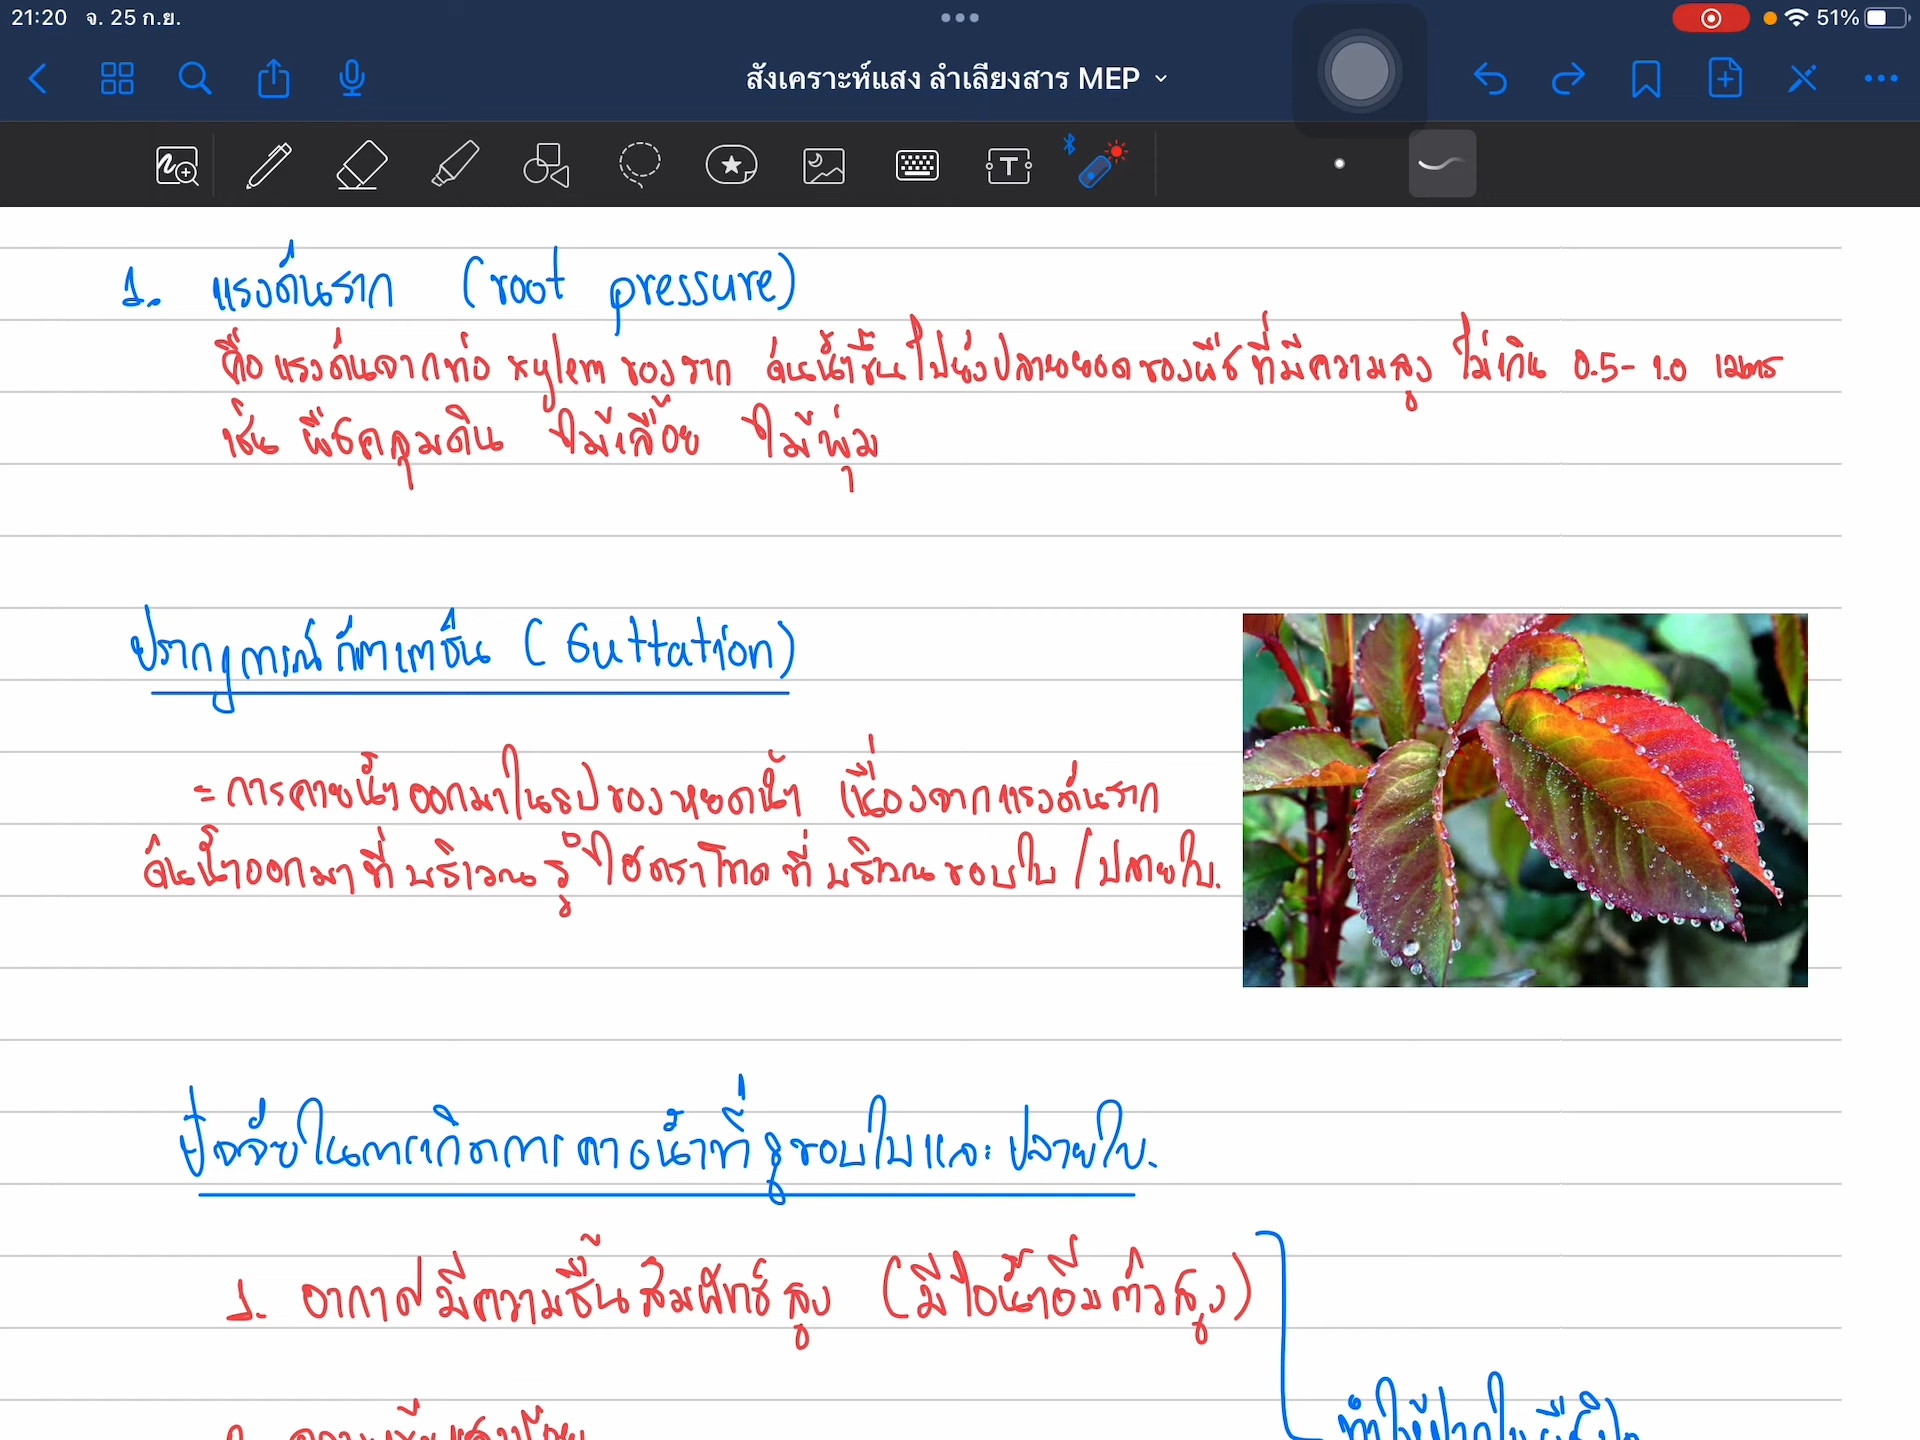 21:20 จ. 25 ก.ย.
51%
สังเคราะห์แสง ลำเลียงสาร MEP
1. แรงดันราก (root pressure)
คือ แรงดันจากท่อ xylem ของราก ดันน้ำขึ้นไปยังปลายยอดของพืชที่มีความสูง ไม่เกิน 0.5-1.0 เมตร
เช่น พืชคลุมดิน ไม้เลื้อย ไม้พุ่ม
ปรากฏการณ์กัตเตชัน (Guttation)
= การคายน้ำออกมาในรูปของหยดน้ำ เนื่องจากแรงดันราก
ดันน้ำออกมาที่บริเวณรูไฮดาโทดที่บริเวณขอบใบ / ปลายใบ.
ปัจจัยในการเกิดการคายน้ำที่รูขอบใบและปลายใบ.
1. อากาศมีความชื้นสัมพัทธ์สูง (มีไอน้ำอิ่มตัวสูง)
ทำให้ปากใบ